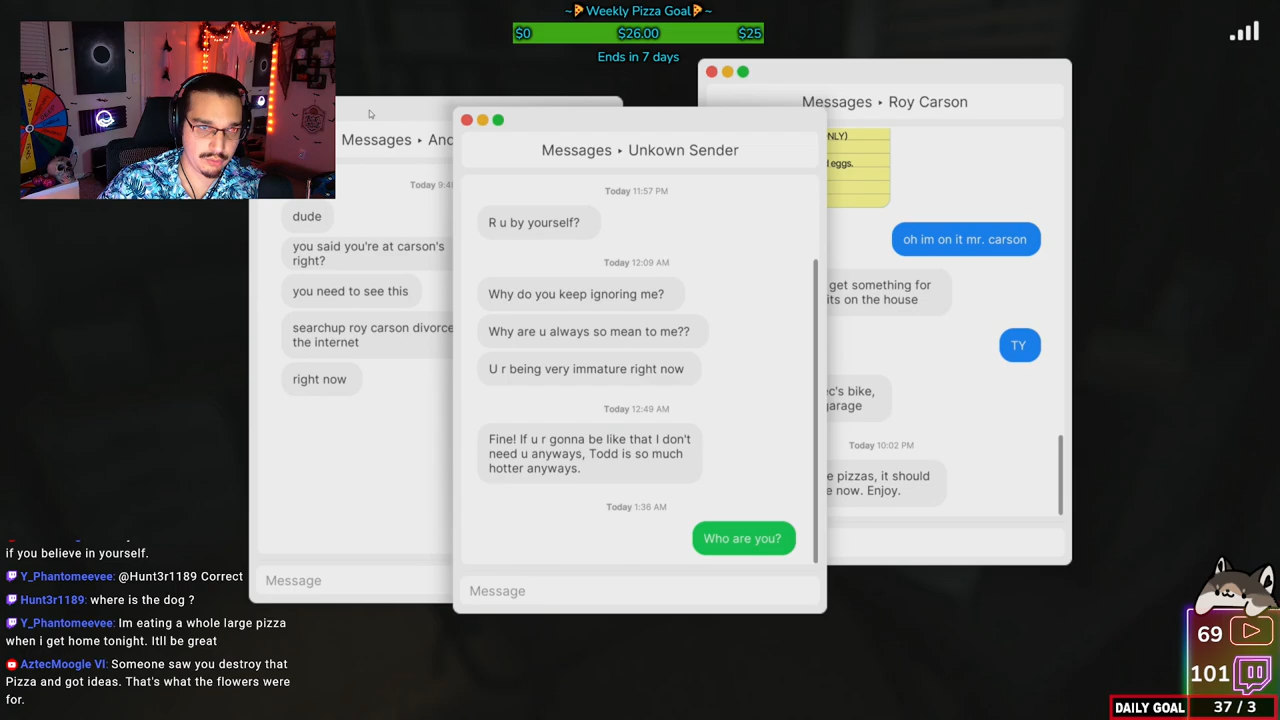 ~🍕Weekly Pizza Goal🍕~
$0 $26.00 $25
Ends in 7 days
Messages ▸ And
Today 9:4
dude
you said you're at carson's
right?
you need to see this
searchup roy carson divorce
the internet
right now
Message
Messages ▸ Unkown Sender
Today 11:57 PM
R u by yourself?
Today 12:09 AM
Why do you keep ignoring me?
Why are u always so mean to me??
U r being very immature right now
Today 12:49 AM
Fine! If u r gonna be like that I don't
need u anyways, Todd is so much
hotter anyways.
Today 1:36 AM
Who are you?
Message
Messages ▸ Roy Carson
NLY)
eggs.
oh im on it mr. carson
get something for
its on the house
TY
ec's bike,
garage
Today 10:02 PM
e pizzas, it should
e now. Enjoy.
if you believe in yourself.
Y_Phantomeevee: @Hunt3r1189 Correct
Hunt3r1189: where is the dog ?
Y_Phantomeevee: Im eating a whole large pizza
when i get home tonight. Itll be great
AztecMoogle VI: Someone saw you destroy that
Pizza and got ideas. That's what the flowers were
for.
69
101
DAILY GOAL 37 / 3